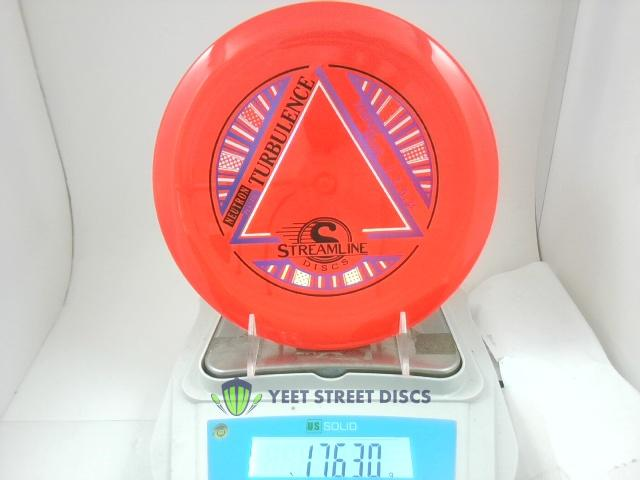 NEUTRON
TURBULENCE
STREAMLINE
DISCS
YEET STREET DISCS
US SOLID
176.30 g